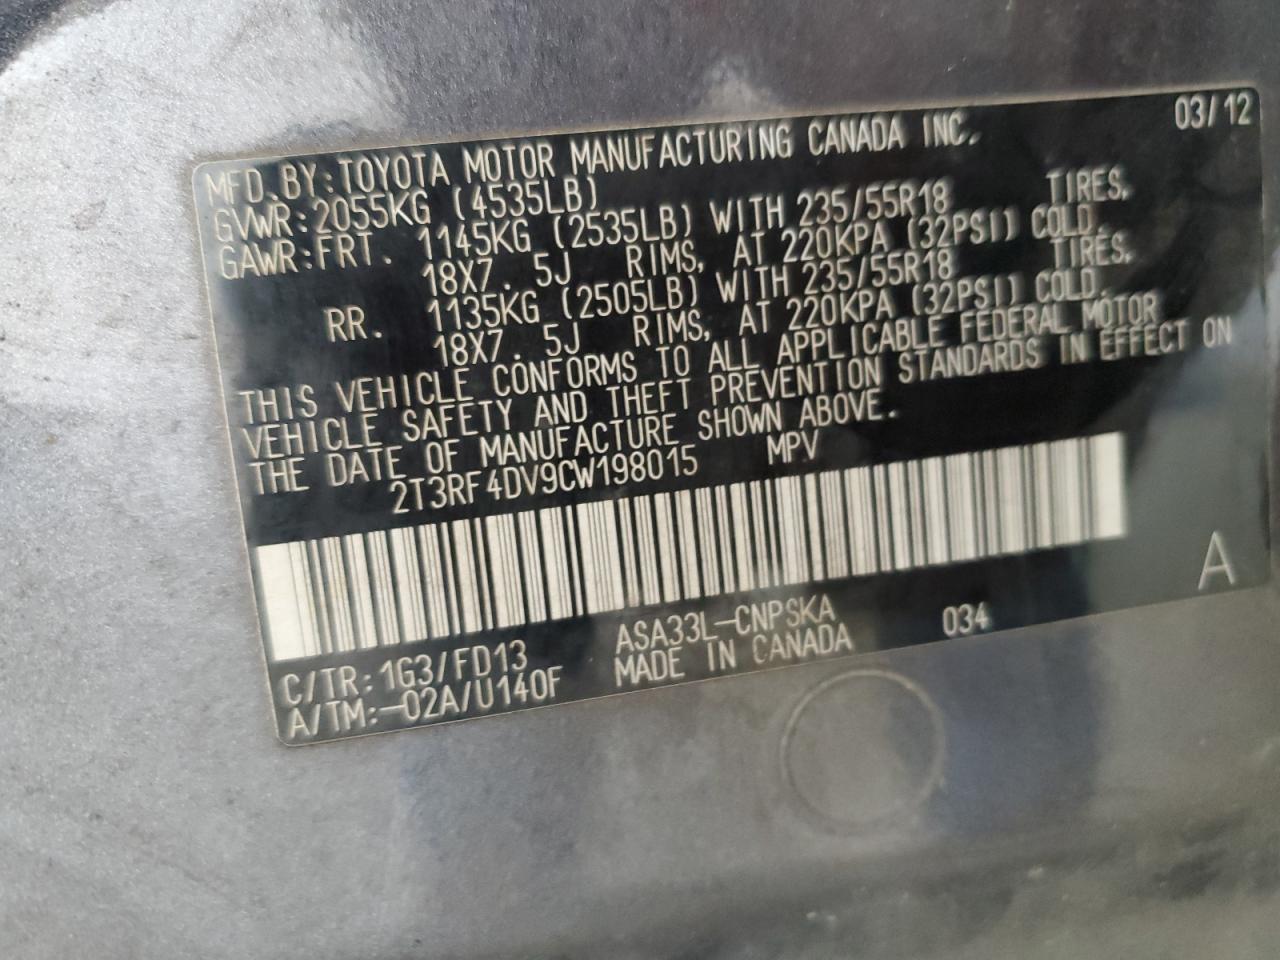 03/12
MFD.BY:TOYOTA MOTOR MANUFACTURING CANADA INC.
GVWR:2055KG (4535LB)
GAWR:FRT. 1145KG (2535LB) WITH 235/55R18 TIRES,
18X7.5J RIMS, AT 220KPA (32PSI) COLD.
RR. 1135KG (2505LB) WITH 235/55R18 TIRES,
18X7.5J RIMS, AT 220KPA (32PSI) COLD.
THIS VEHICLE CONFORMS TO ALL APPLICABLE FEDERAL MOTOR
VEHICLE SAFETY AND THEFT PREVENTION STANDARDS IN EFFECT ON
THE DATE OF MANUFACTURE SHOWN ABOVE.
2T3RF4DV9CW198015 MPV
A
C/TR:1G3/FD13 ASA33L-CNPSKA 034
A/TM:-02A/U140F MADE IN CANADA